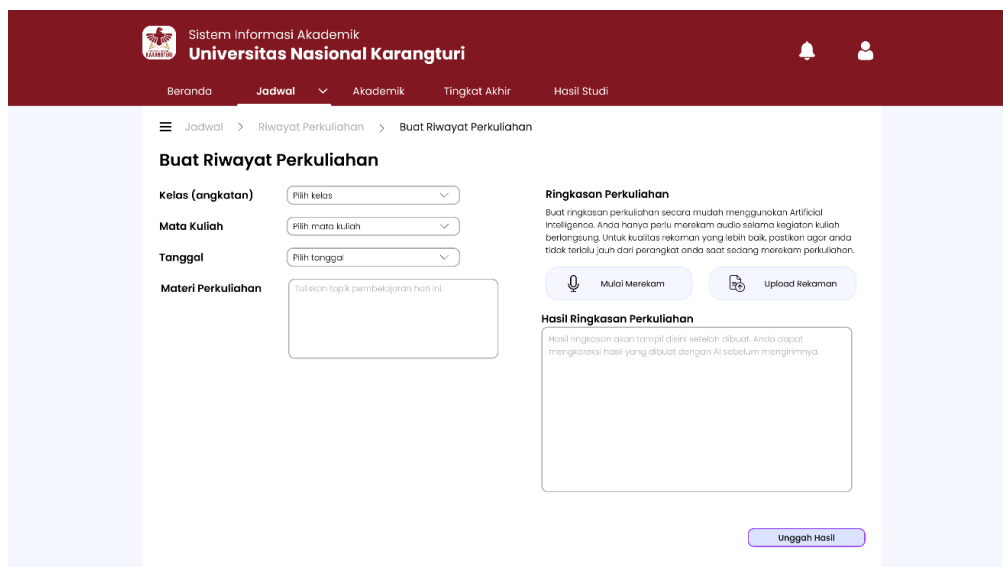 Sistem Informasi Akademik
Universitas Nasional Karangturi
Beranda
Jadwal
Akademik
Tingkat Akhir
Hasil Studi
Jadwal > Riwayat Perkuliahan > Buat Riwayat Perkuliahan
Buat Riwayat Perkuliahan
Kelas (angkatan)
Pilih kelas
Mata Kuliah
Pilih mata kuliah
Tanggal
Pilih tanggal
Materi Perkuliahan
Tuliskan topik pembelajaran hari ini.
Ringkasan Perkuliahan
Buat ringkasan perkuliahan secara mudah menggunakan Artificial
Intelligence. Anda hanya perlu merekam audio selama kegiatan kuliah
berlangsung. Untuk kualitas rekaman yang lebih baik, pastikan agar anda
tidak terlalu jauh dari perangkat anda saat sedang merekam perkuliahan.
Mulai Merekam
Upload Rekaman
Hasil Ringkasan Perkuliahan
Hasil ringkasan akan tampil disini setelah dibuat. Anda dapat
mengkoreksi hasil yang dibuat dengan AI sebelum mengirimnya.
Unggah Hasil